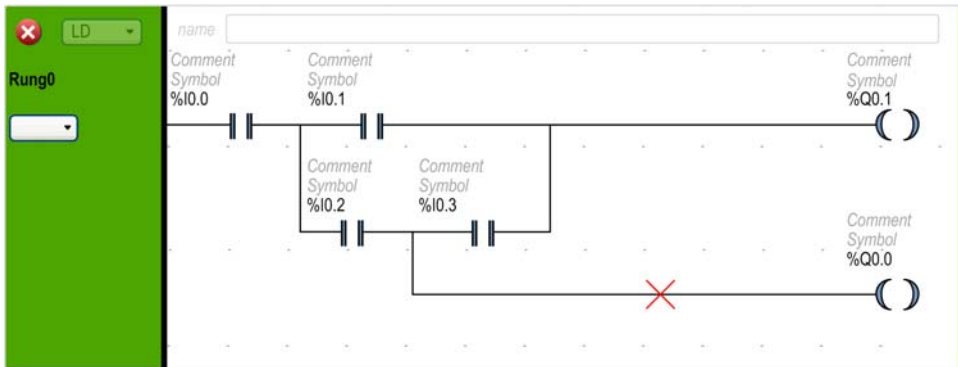 LD
name
Rung0
Comment
Symbol
%I0.0
Comment
Symbol
%I0.1
Comment
Symbol
%Q0.1
Comment
Symbol
%I0.2
Comment
Symbol
%I0.3
Comment
Symbol
%Q0.0